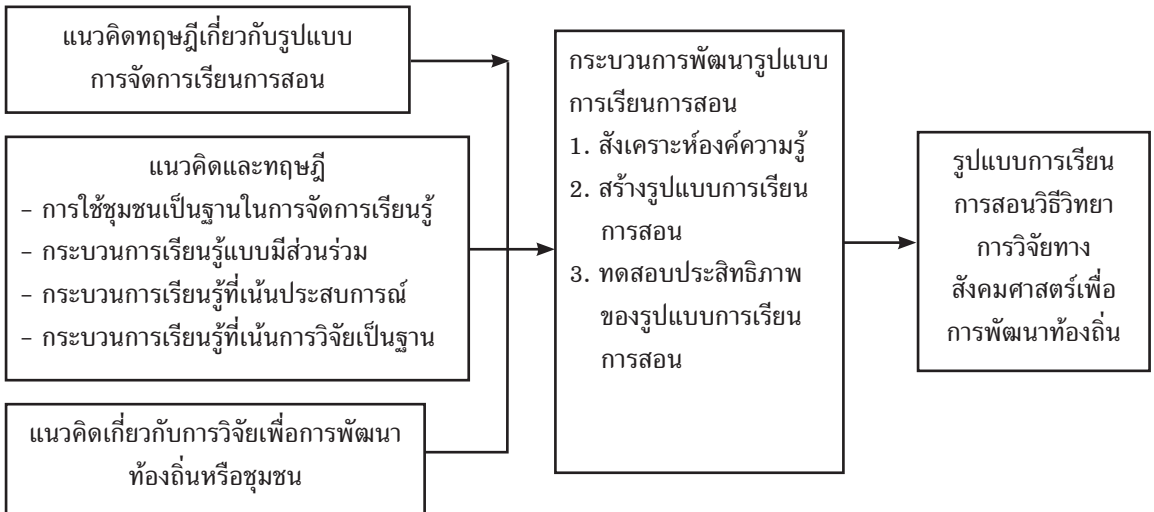 แนวคิดทฤษฎีเกี่ยวกับรูปแบบ
การจัดการเรียนการสอน
แนวคิดและทฤษฎี
- การใช้ชุมชนเป็นฐานในการจัดการเรียนรู้
- กระบวนการเรียนรู้แบบมีส่วนร่วม
- กระบวนการเรียนรู้ที่เน้นประสบการณ์
- กระบวนการเรียนรู้ที่เน้นการวิจัยเป็นฐาน
แนวคิดเกี่ยวกับการวิจัยเพื่อการพัฒนา
ท้องถิ่นหรือชุมชน
กระบวนการพัฒนารูปแบบ
การเรียนการสอน
1. สังเคราะห์องค์ความรู้
2. สร้างรูปแบบการเรียน
การสอน
3. ทดสอบประสิทธิภาพ
ของรูปแบบการเรียน
การสอน
รูปแบบการเรียน
การสอนวิธีวิทยา
การวิจัยทาง
สังคมศาสตร์เพื่อ
การพัฒนาท้องถิ่น